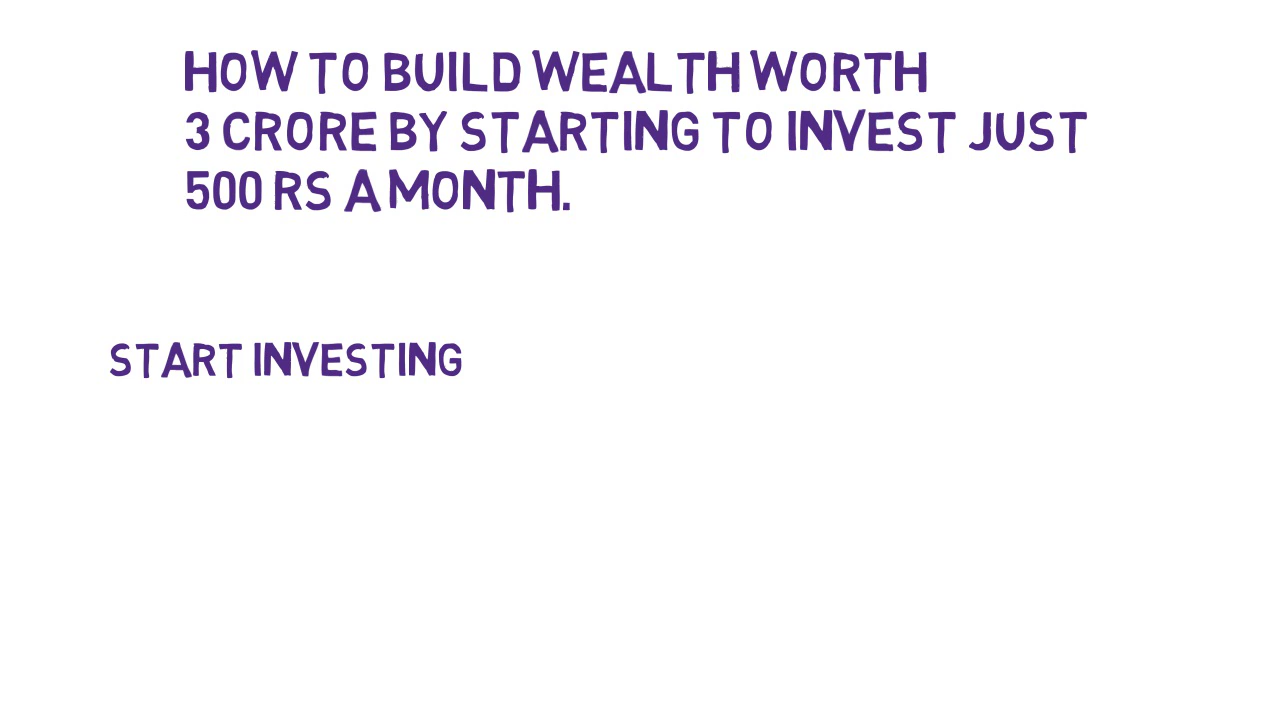 HOW TO BUILD WEALTH WORTH
3 CRORE BY STARTING TO INVEST JUST
500 RS A MONTH.
START INVESTING